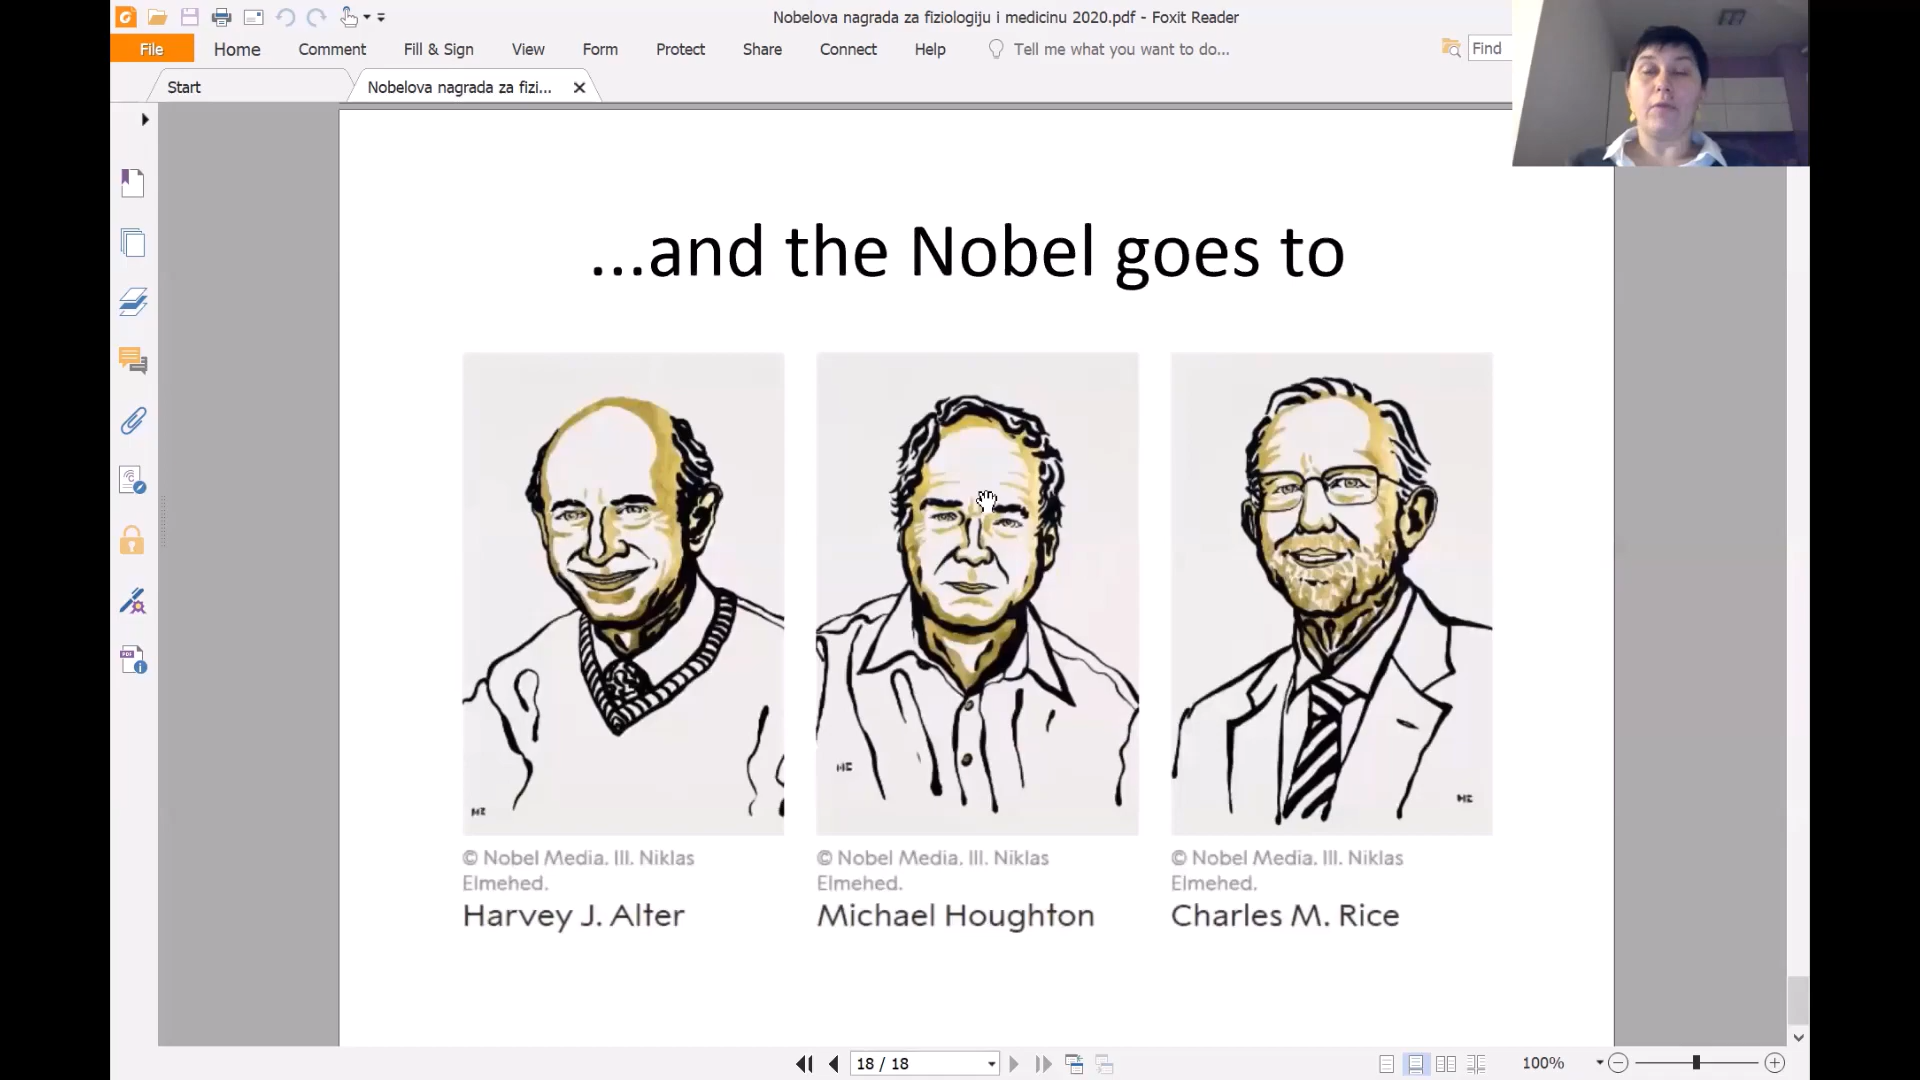 Nobelova nagrada za fiziologiju i medicinu 2020.pdf - Foxit Reader
File Home Comment Fill & Sign View Form Protect Share Connect Help Tell me what you want to do... Find
Start Nobelova nagrada za fizi...
...and the Nobel goes to
© Nobel Media. Ill. Niklas
Elmehed.
Harvey J. Alter
© Nobel Media. Ill. Niklas
Elmehed.
Michael Houghton
© Nobel Media. Ill. Niklas
Elmehed.
Charles M. Rice
18 / 18 100%